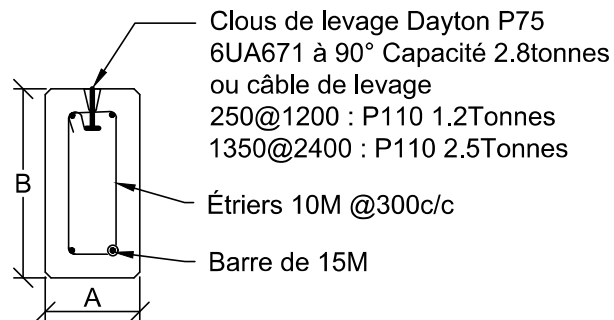 Clous de levage Dayton P75
6UA671 à 90° Capacité 2.8tonnes
ou câble de levage
250@1200 : P110 1.2Tonnes
1350@2400 : P110 2.5Tonnes
B
Étriers 10M @300c/c
Barre de 15M
A